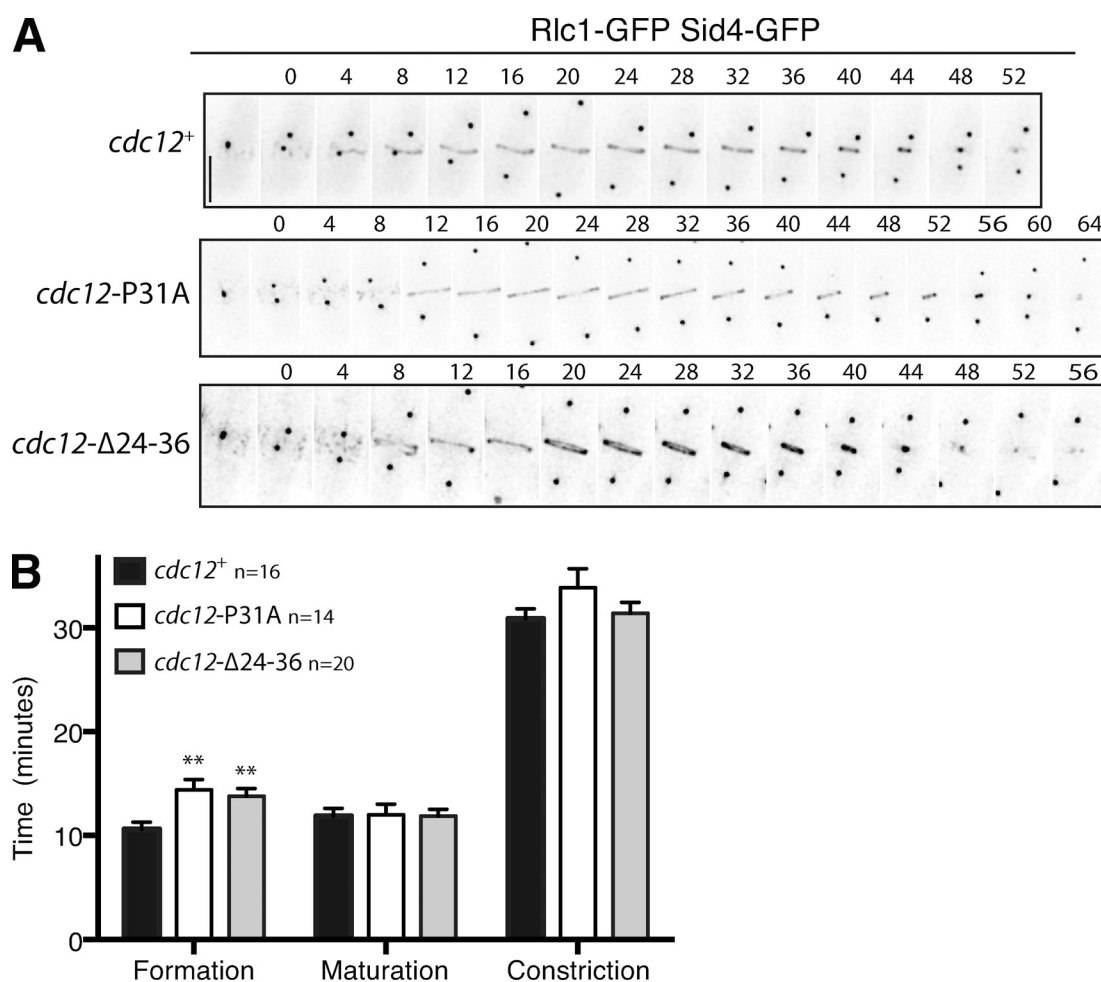 A
Rlc1-GFP Sid4-GFP
0 4 8 12 16 20 24 28 32 36 40 44 48 52
cdc12⁺
0 4 8 12 16 20 24 28 32 36 40 44 48 52 56 60 64
cdc12-P31A
0 4 8 12 16 20 24 28 32 36 40 44 48 52 56
cdc12-Δ24-36
B
cdc12⁺ n=16
cdc12-P31A n=14
cdc12-Δ24-36 n=20
30
20
10
0
Time (minutes)
** **
Formation Maturation Constriction